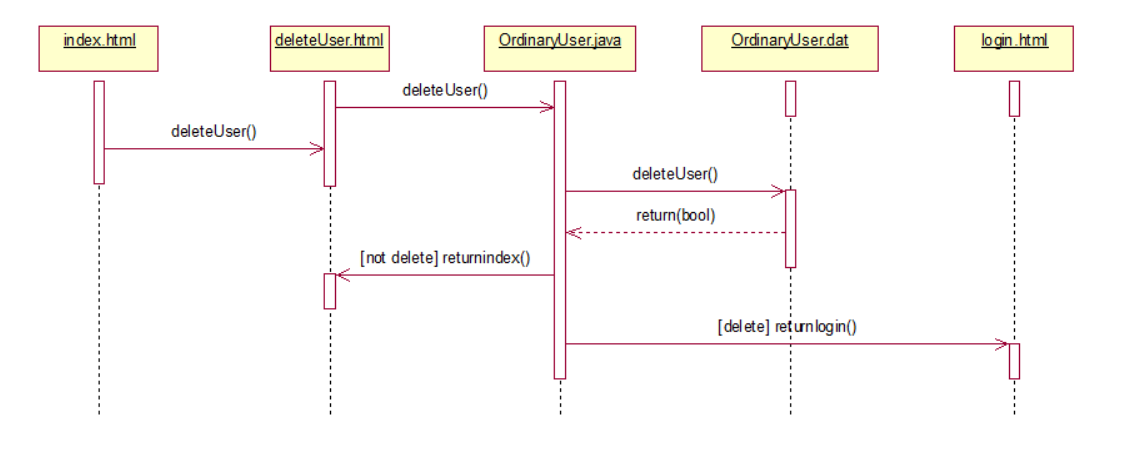 index.html
deleteUser.html
OrdinaryUser.java
OrdinaryUser.dat
login.html
deleteUser()
deleteUser()
deleteUser()
return(bool)
[not delete] returnindex()
[delete] returnlogin()